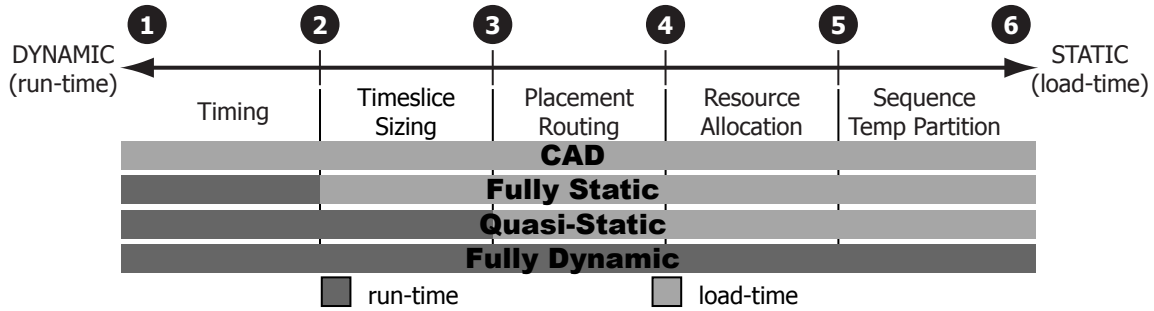 1 2 3 4 5 6
DYNAMIC
(run-time)
STATIC
(load-time)
Timing
Timeslice
Sizing
Placement
Routing
Resource
Allocation
Sequence
Temp Partition
CAD
Fully Static
Quasi-Static
Fully Dynamic
run-time
load-time